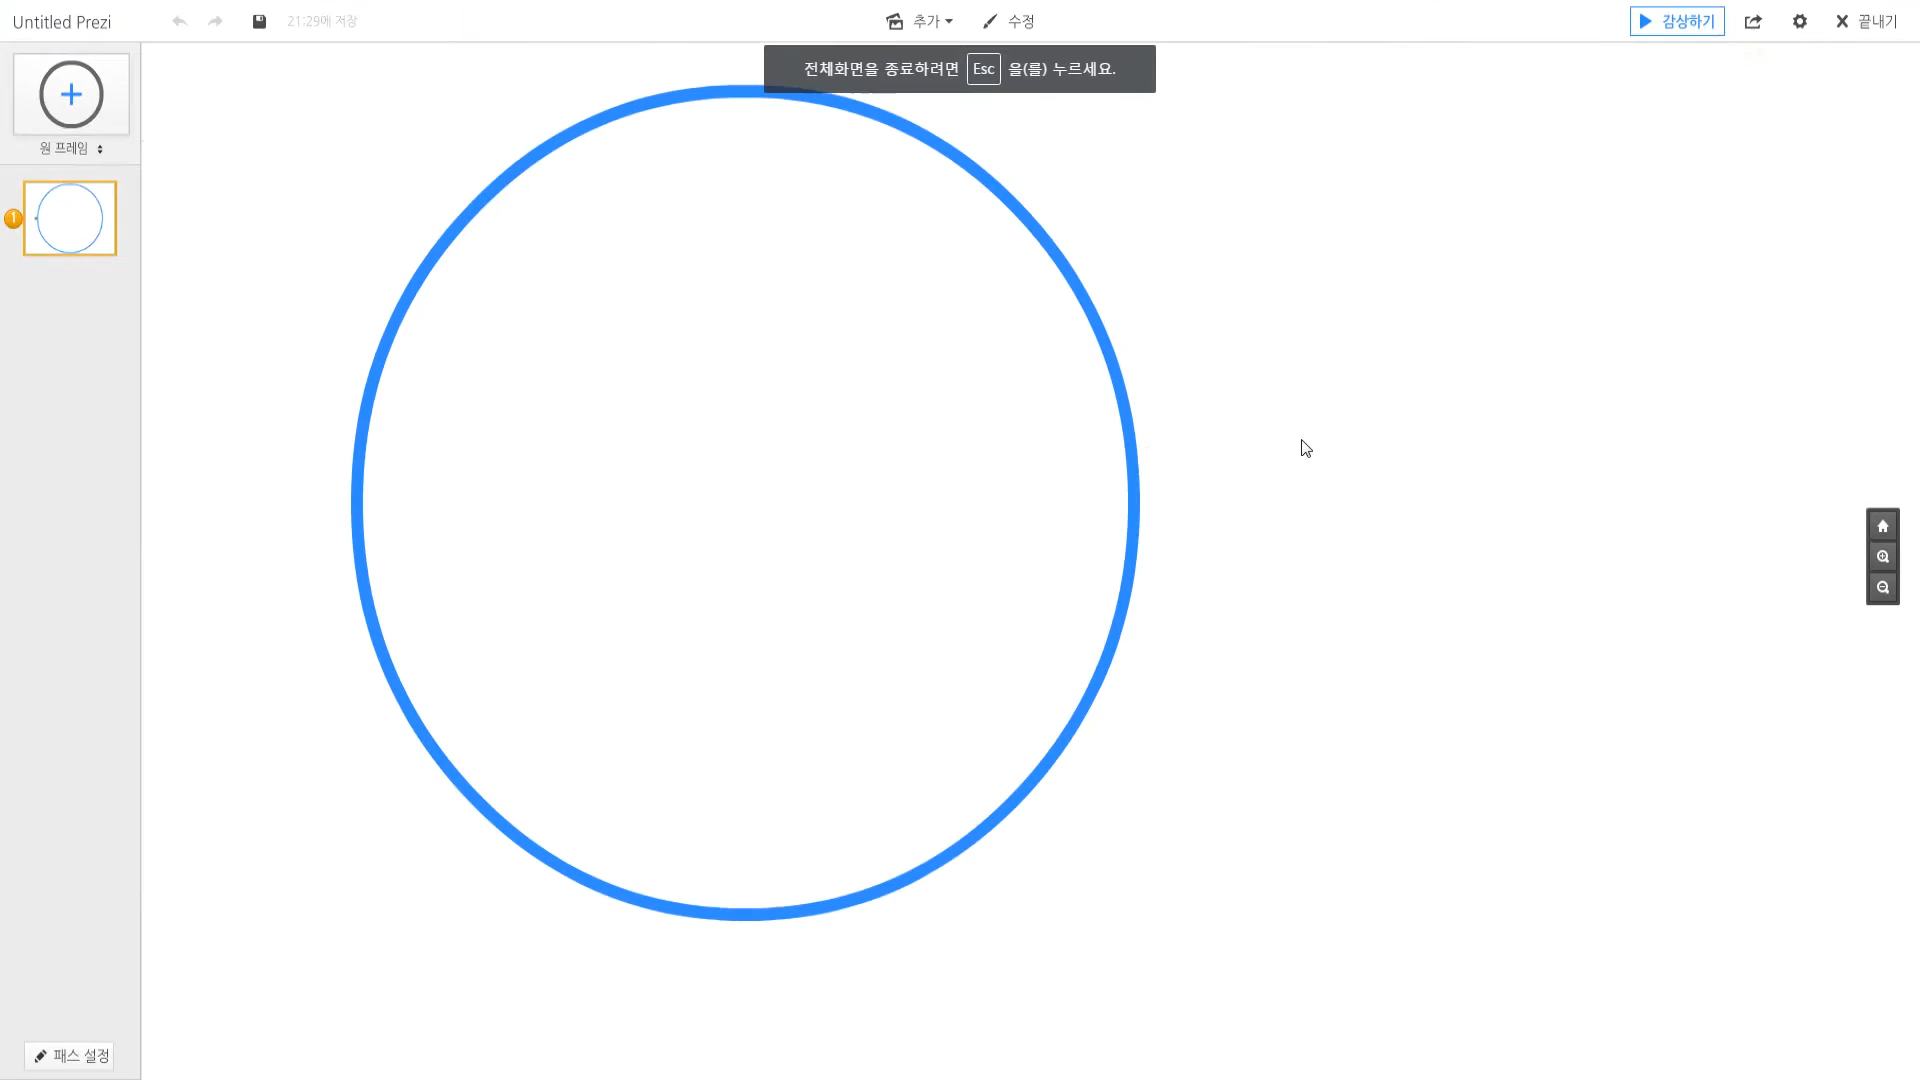 Untitled Prezi
21:29에 저장
추가
수정
감상하기
끝내기
전체화면을 종료하려면 Esc 을(를) 누르세요.
원 프레임
1
패스 설정